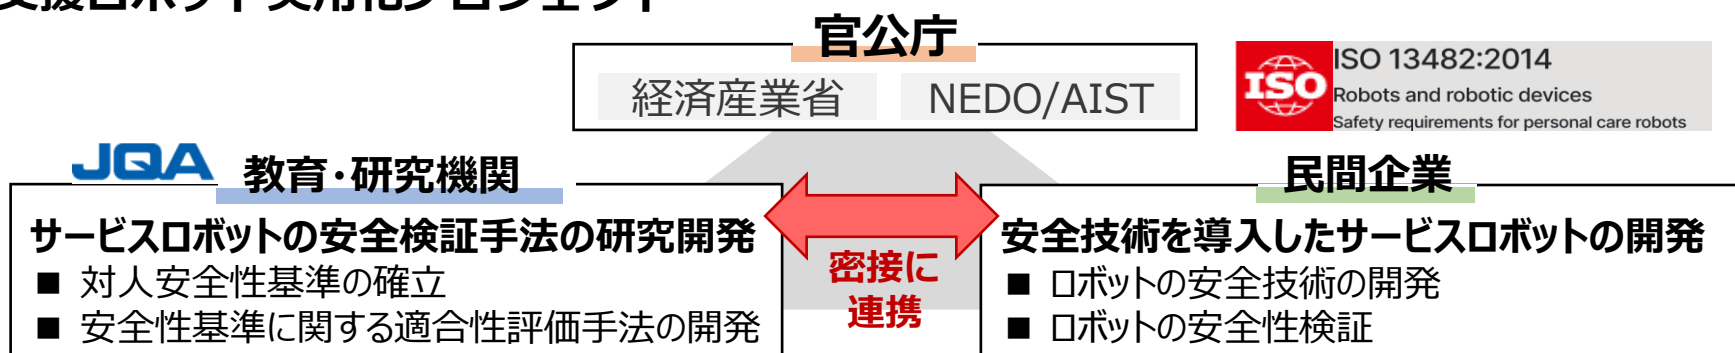 支援ロボット実用化プロジェクト
官公庁
経済産業省 NEDO/AIST
ISO
ISO 13482:2014
Robots and robotic devices
Safety requirements for personal care robots
JQA 教育・研究機関
サービスロボットの安全検証手法の研究開発
■ 対人安全性基準の確立
■ 安全性基準に関する適合性評価手法の開発
密接に
連携
民間企業
安全技術を導入したサービスロボットの開発
■ ロボットの安全技術の開発
■ ロボットの安全性検証